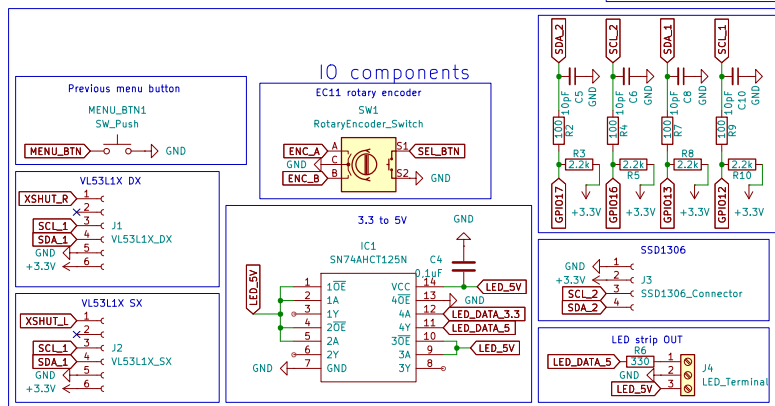 IO components
Previous menu button
MENU_BTN1
SW_Push
MENU_BTN
GND
EC11 rotary encoder
SW1
RotaryEncoder_Switch
ENC_A
A
S1
SEL_BTN
GND
C
ENC_B
B
S2
GND
SDA_2
SCL_2
SDA_1
SCL_1
10pF
C5
GND
10pF
C6
GND
10pF
C8
GND
10pF
C10
GND
100
R2
100
R4
100
R7
100
R9
R3
2.2k
2.2k
R5
R8
2.2k
2.2k
R10
GPIO17
+3.3V
GPIO16
+3.3V
GPIO13
+3.3V
GPIO12
+3.3V
VL53L1X DX
XSHUT_R
1
2
SCL_1
3
J1
SDA_1
4
VL53L1X_DX
GND
5
+3.3V
6
VL53L1X SX
XSHUT_L
1
2
SCL_1
3
J2
SDA_1
4
VL53L1X_SX
GND
5
+3.3V
6
3.3 to 5V
GND
IC1
SN74AHCT125N
C4
0.1uF
LED_5V
1
1OE
VCC
14
LED_5V
2
1A
4OE
13
GND
3
1Y
4A
12
LED_DATA_3.3
4
2OE
4Y
11
LED_DATA_5
5
2A
3OE
10
6
2Y
3A
9
LED_5V
GND
7
GND
3Y
8
SSD1306
GND
1
+3.3V
2
J3
SCL_2
3
SSD1306_Connector
SDA_2
4
LED strip OUT
R6
LED_DATA_5
330
1
J4
GND
2
LED_Terminal
LED_5V
3